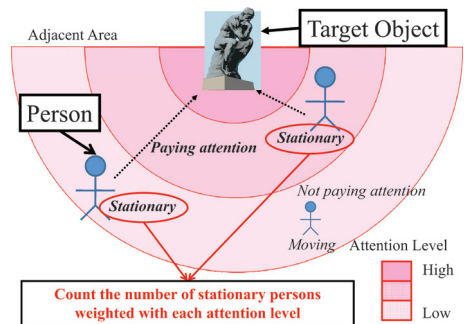 Target Object
Adjacent Area
Person
Paying attention
Stationary
Stationary
Not paying attention
Moving
Attention Level
High
Low
Count the number of stationary persons
weighted with each attention level